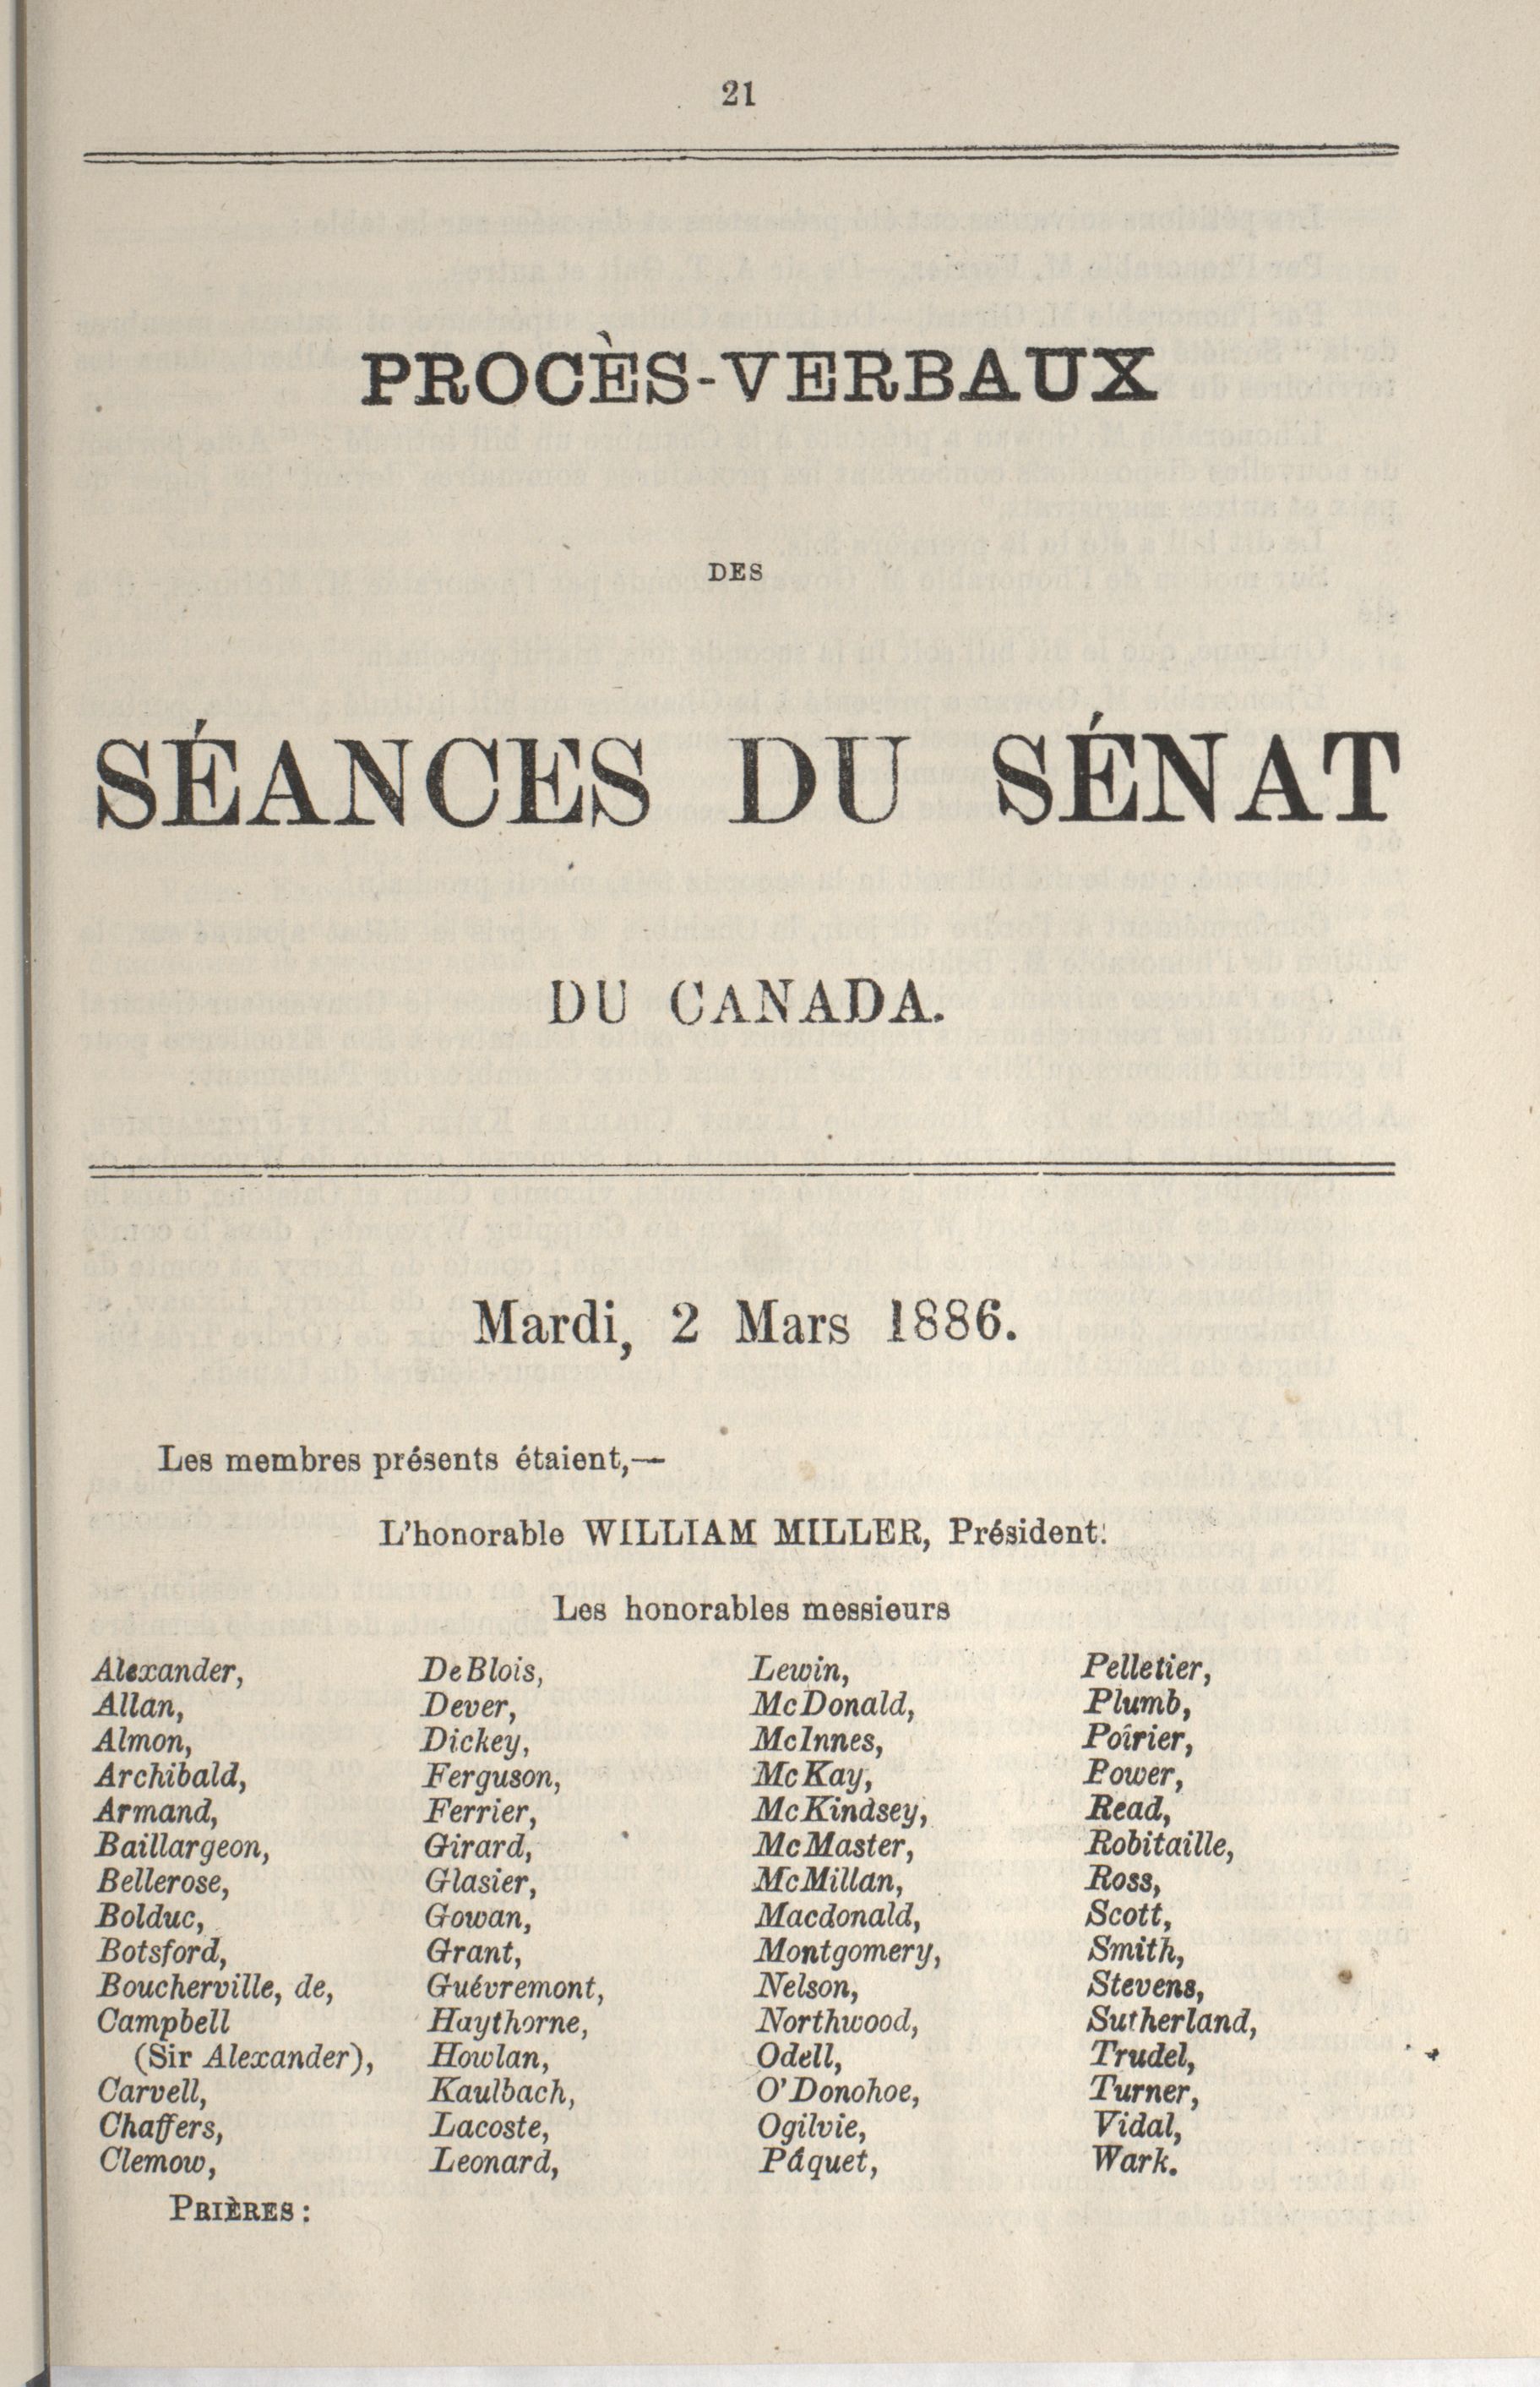 21
PROCÈS-VERBAUX
DES
SÉANCES DU SÉNAT
DU CANADA.
Mardi, 2 Mars 1886.
Les membres présents étaient,—
L'honorable WILLIAM MILLER, Président.
Les honorables messieurs
Alexander,
Allan,
Almon,
Archibald,
Armand,
Baillargeon,
Bellerose,
Bolduc,
Botsford,
Boucherville, de,
Campbell
(Sir Alexander),
Carvell,
Chaffers,
Clemow,
DeBlois,
Dever,
Dickey,
Ferguson,
Ferrier,
Girard,
Glasier,
Gowan,
Grant,
Guévremont,
Haythorne,
Howlan,
Kaulbach,
Lacoste,
Leonard,
Lewin,
McDonald,
McInnes,
McKay,
McKindsey,
McMaster,
McMillan,
Macdonald,
Montgomery,
Nelson,
Northwood,
Odell,
O'Donohoe,
Ogilvie,
Pâquet,
Pelletier,
Plumb,
Poirier,
Power,
Read,
Robitaille,
Ross,
Scott,
Smith,
Stevens,
Sutherland,
Trudel,
Turner,
Vidal,
Wark.
PRIÈRES: